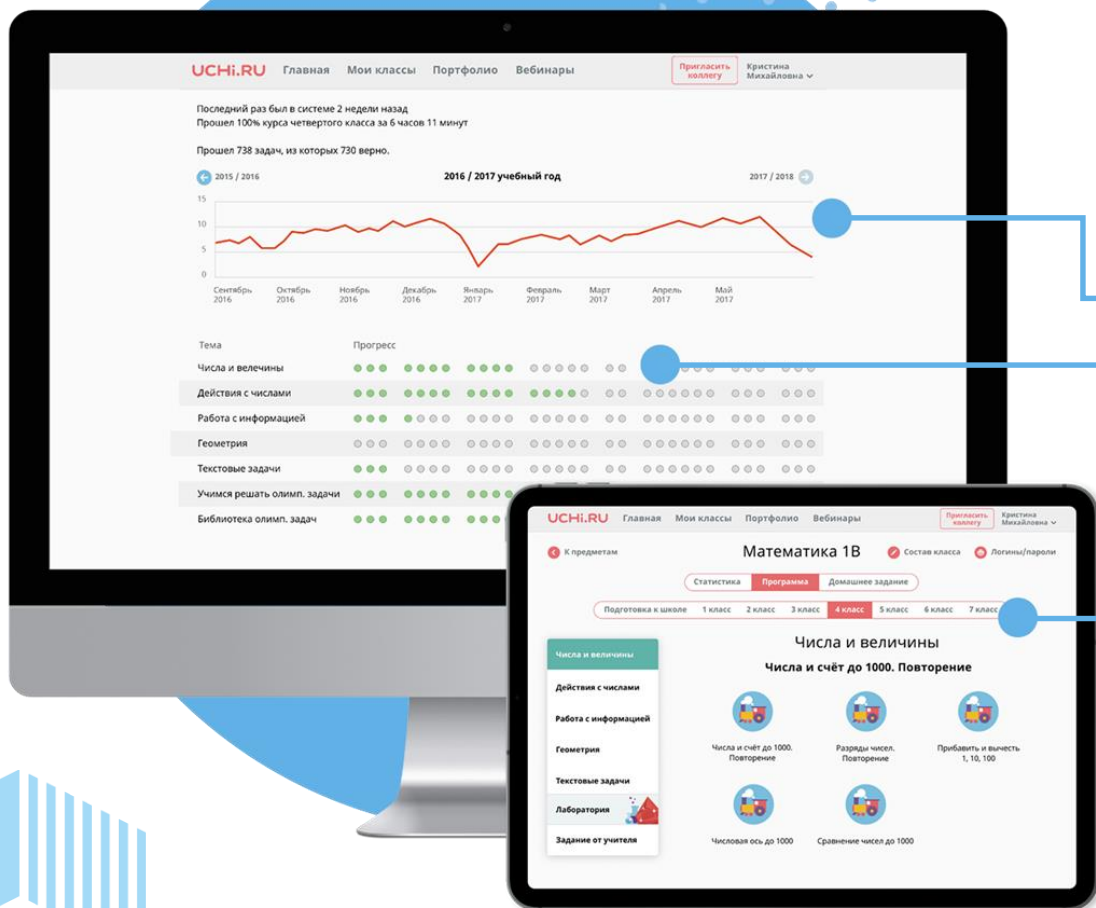 UCHi.RU Главная Мои классы Портфолио Вебинары Пригласить коллегу Кристина Михайловна
Последний раз был в системе 2 недели назад
Прошел 100% курса четвертого класса за 6 часов 11 минут
Прошел 738 задач, из которых 730 верно.
2015 / 2016 2016 / 2017 учебный год 2017 / 2018
15
10
5
0
Сентябрь 2016 Октябрь 2016 Ноябрь 2016 Декабрь 2016 Январь 2017 Февраль 2017 Март 2017 Апрель 2017 Май 2017
Тема Прогресс
Числа и велечины
Действия с числами
Работа с информацией
Геометрия
Текстовые задачи
Учимся решать олимп. задачи
Библиотека олимп. задач
UCHi.RU Главная Мои классы Портфолио Вебинары Пригласить коллегу Кристина Михайловна
К предметам Математика 1В Состав класса Логины/пароли
Статистика Программа Домашнее задание
Подготовка к школе 1 класс 2 класс 3 класс 4 класс 5 класс 6 класс 7 класс
Числа и величины
Действия с числами
Работа с информацией
Геометрия
Текстовые задачи
Лаборатория
Задание от учителя
Числа и величины
Числа и счёт до 1000. Повторение
Числа и счёт до 1000. Повторение
Разряды чисел. Повторение
Прибавить и вычесть 1, 10, 100
Числовая ось до 1000
Сравнение чисел до 1000